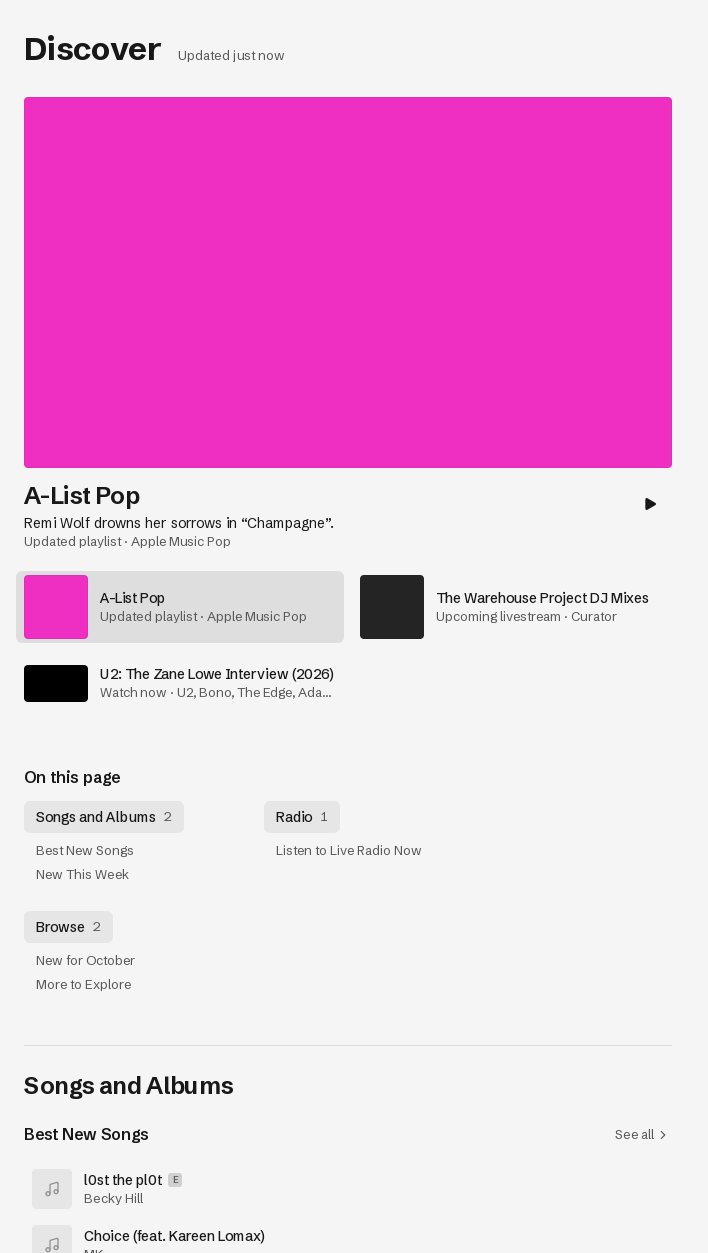 Discover
Updated just now
A-List Pop
Remi Wolf drowns her sorrows in “Champagne”.
Updated playlist · Apple Music Pop
A-List Pop
Updated playlist · Apple Music Pop
The Warehouse Project DJ Mixes
Upcoming livestream · Curator
U2: The Zane Lowe Interview (2026)
Watch now · U2, Bono, The Edge, Ada…
On this page
Songs and Albums 2
Best New Songs
New This Week
Radio 1
Listen to Live Radio Now
Browse 2
New for October
More to Explore
Songs and Albums
Best New Songs
See all
l0st the pl0t E
Becky Hill
Choice (feat. Kareen Lomax)
MK